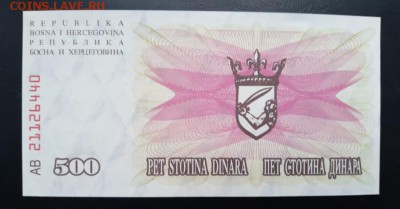 COINS.LAVE.RU
REPUBLIKA
BOSNA I HERCEGOVINA
РЕПУБЛИКА
БОСНА И ХЕРЦЕГОВИНА
AB 21126440
500 PET STOTINA DINARA ПЕТ СТОТИНА ДИНАРА